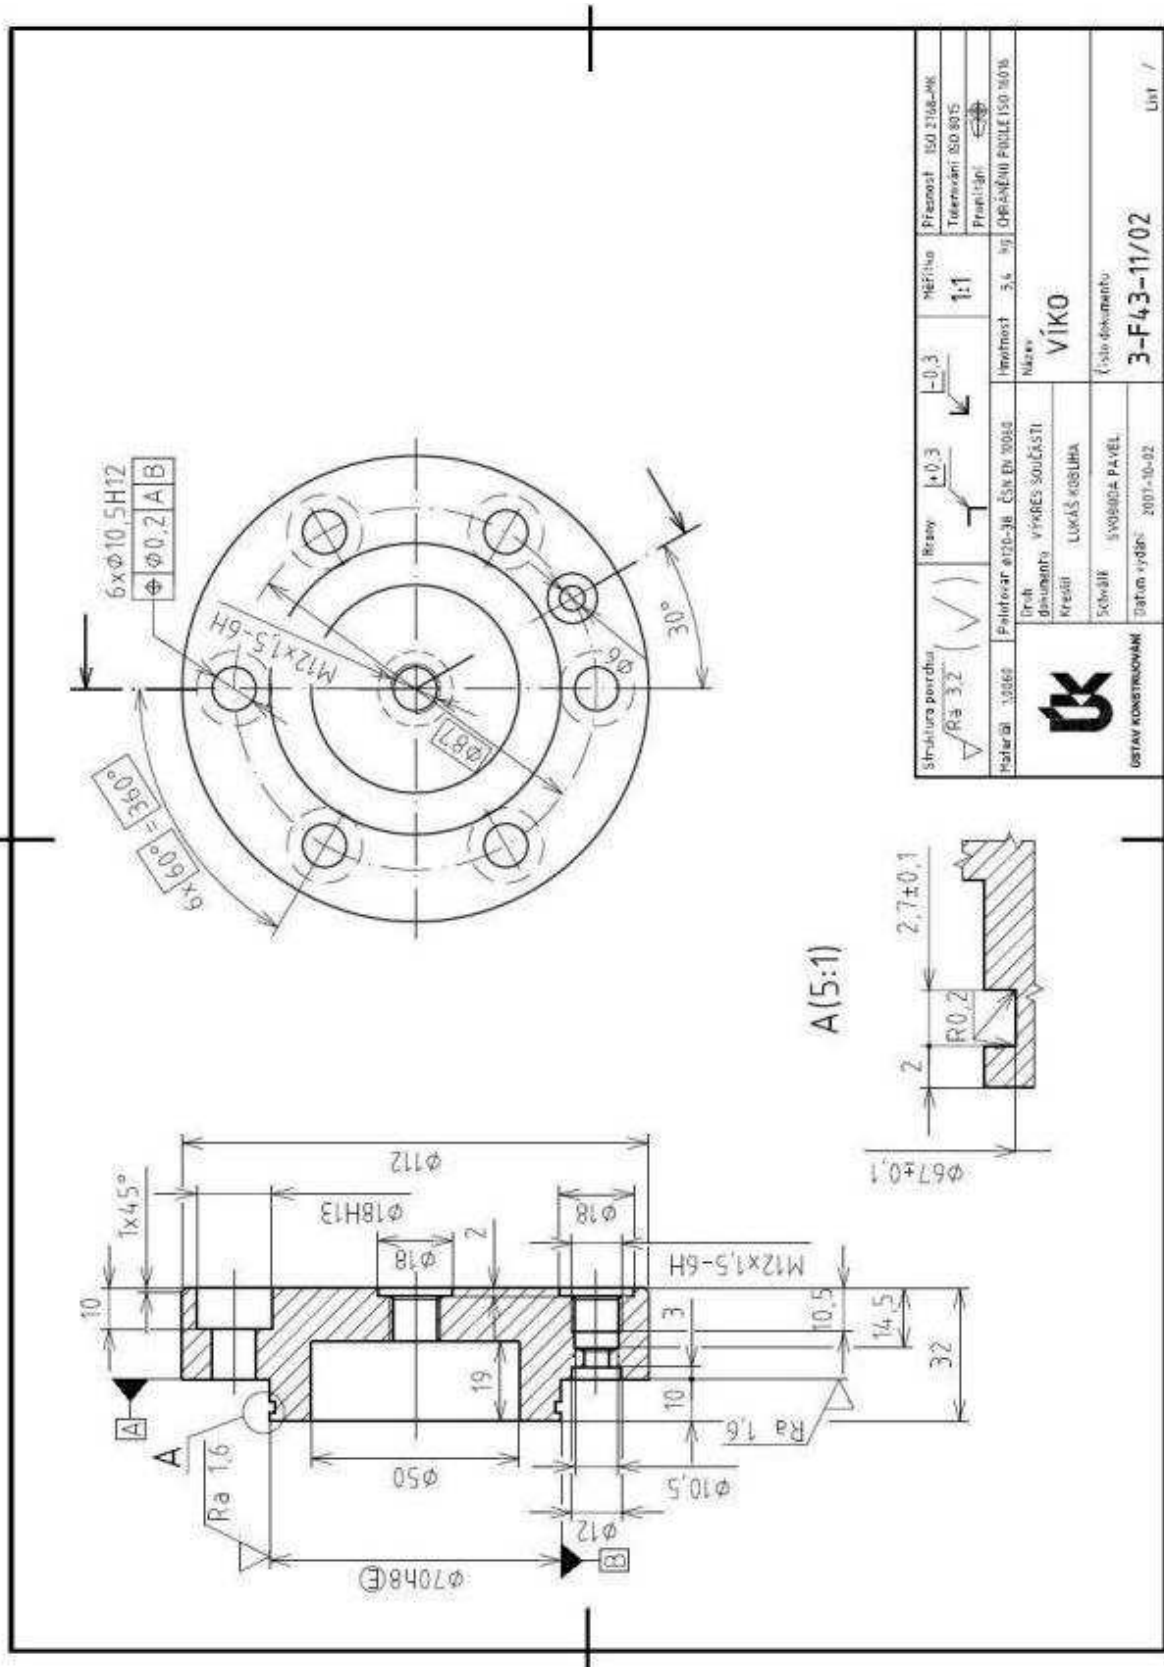 6xφ10,5H12
⌖ φ0,2 A B
6x 60° = 360°
M12x1,5-6H
φ87
φ6
30°
1x45°
10
φ112
φ18H13
φ18
2
φ18
M12x1,5-6H
3
10,5
14,5
32
19
10
A
A
Ra 1,6
φ50
Ra 1,6
φ10,5
φ12
φ70h8Ⓔ
B
A(5:1)
2,7±0,1
R0,2
2
φ67±0,1
Struktura povrchu
Ra 3,2 (√)
Hrany
+0,3
-0,3
Měřítko
1:1
Přesnost ISO 2768-MK
Tolerování ISO 8015
Promítání
Materiál 1.0060
Polotovar φ120-38 ČSN EN 10060
Hmotnost 3,4 kg
CHRÁNĚNO PODLE ISO 16016
Druh dokumentu VÝKRES SOUČÁSTI
Název
VÍKO
Kreslil LUKÁŠ KOBLIHA
Schválil SVOBODA PAVEL
Číslo dokumentu
3-F43-11/02
Datum vydání 2007-10-02
List /
ÚK
ÚSTAV KONSTRUOVÁNÍ